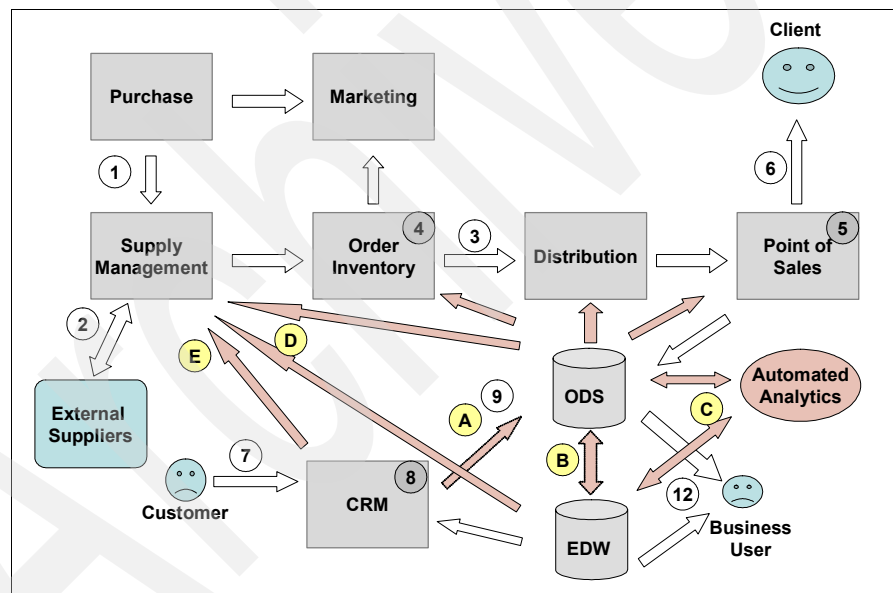 Client
Purchase
Marketing
1
6
Supply
Management
Order
Inventory
4
3
Distribution
Point of
Sales
5
2
E
D
External
Suppliers
A
9
ODS
C
Automated
Analytics
B
7
Customer
CRM
8
EDW
12
Business
User
Archive